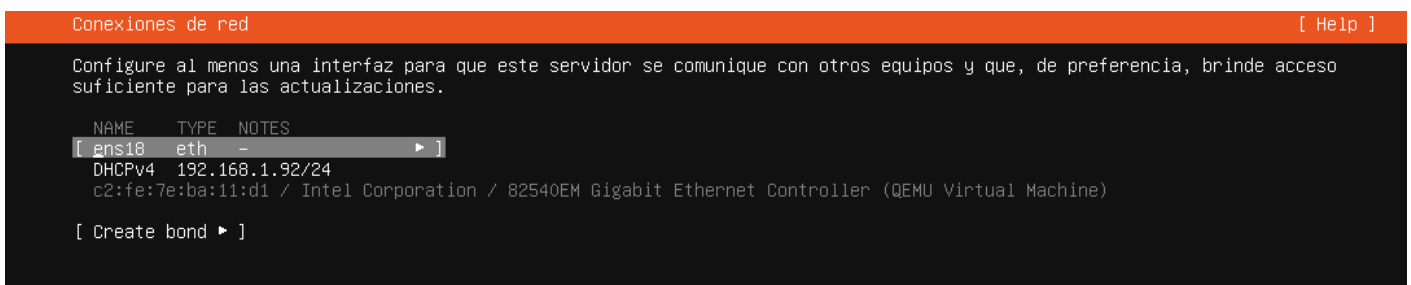 Conexiones de red [ Help ]
Configure al menos una interfaz para que este servidor se comunique con otros equipos y que, de preferencia, brinde acceso
suficiente para las actualizaciones.
NAME TYPE NOTES
[ ens18 eth – ▸ ]
DHCPv4 192.168.1.92/24
c2:fe:7e:ba:11:d1 / Intel Corporation / 82540EM Gigabit Ethernet Controller (QEMU Virtual Machine)
[ Create bond ▸ ]